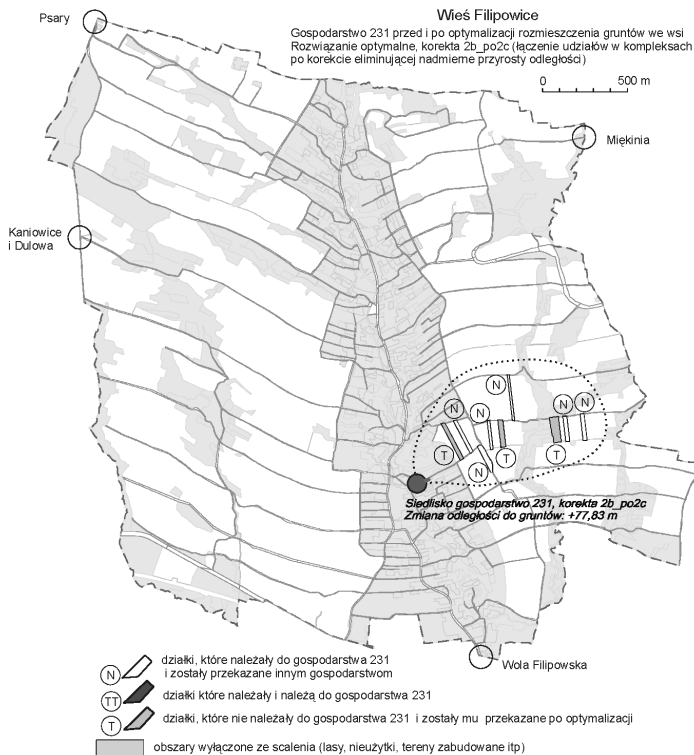 Wieś Filipowice
Gospodarstwo 231 przed i po optymalizacji rozmieszczenia gruntów we wsi
Rozwiązanie optymalne, korekta 2b_po2c (łączenie udziałów w kompleksach
po korekcie eliminującej nadmierne przyrosty odległości)
0 500 m
Psary
Miękinia
Kaniowice
i Dulowa
N
N
N
N
N
T
T
T
N
Siedlisko gospodarstwo 231, korekta 2b_po2c
Zmiana odległości do gruntów: +77,83 m
Wola Filipowska
N działki, które należały do gospodarstwa 231
i zostały przekazane innym gospodarstwom
TT działki które należały i należą do gospodarstwa 231
T działki, które nie należały do gospodarstwa 231 i zostały mu przekazane po optymalizacji
obszary wyłączone ze scalenia (lasy, nieużytki, tereny zabudowane itp)